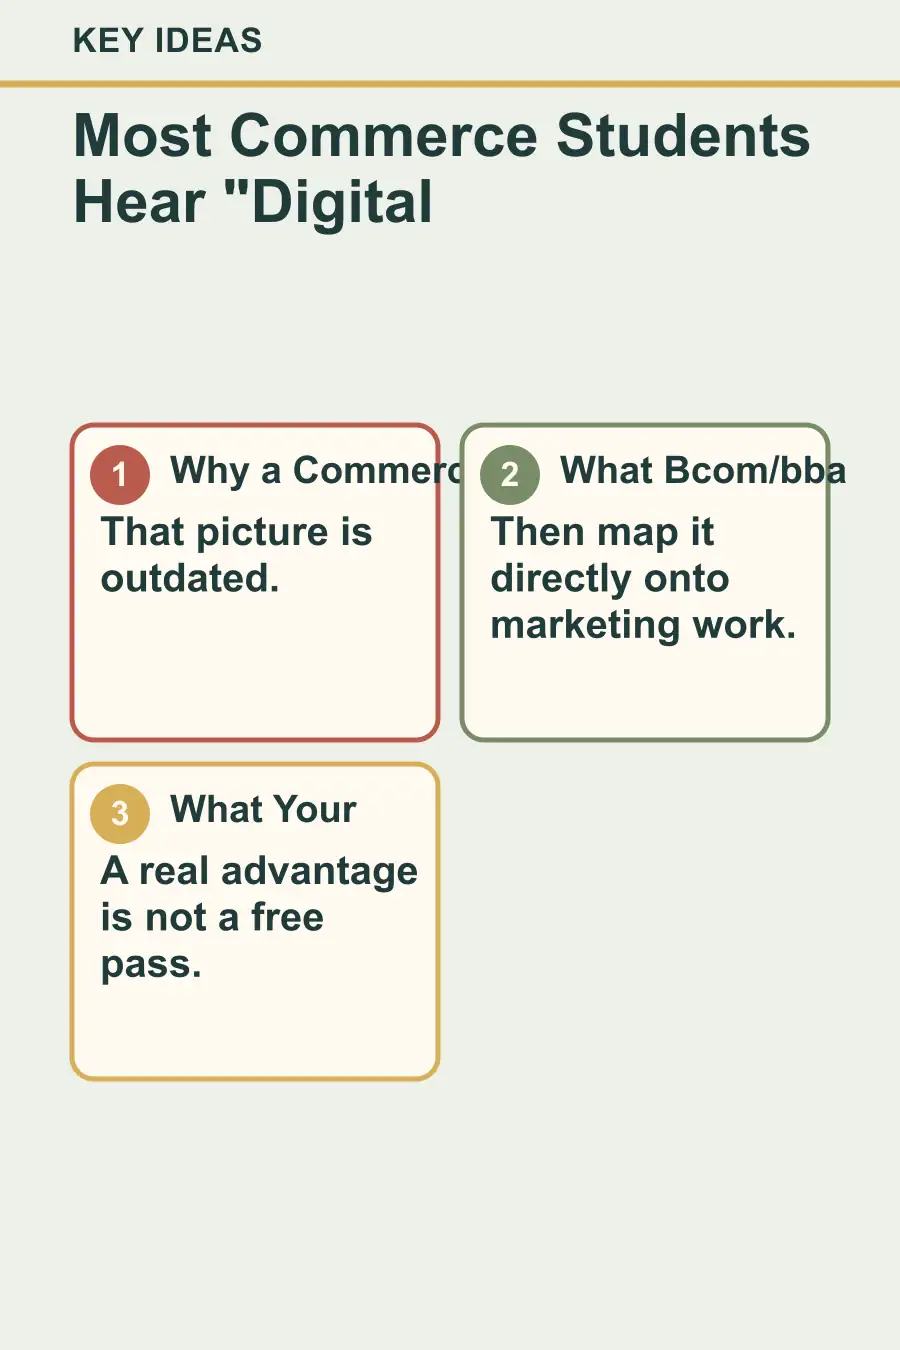 KEY IDEAS
Most Commerce Students
Hear "Digital
1
Why a Commerc
That picture is
outdated.
2
What Bcom/bba
Then map it
directly onto
marketing work.
3
What Your
A real advantage
is not a free
pass.